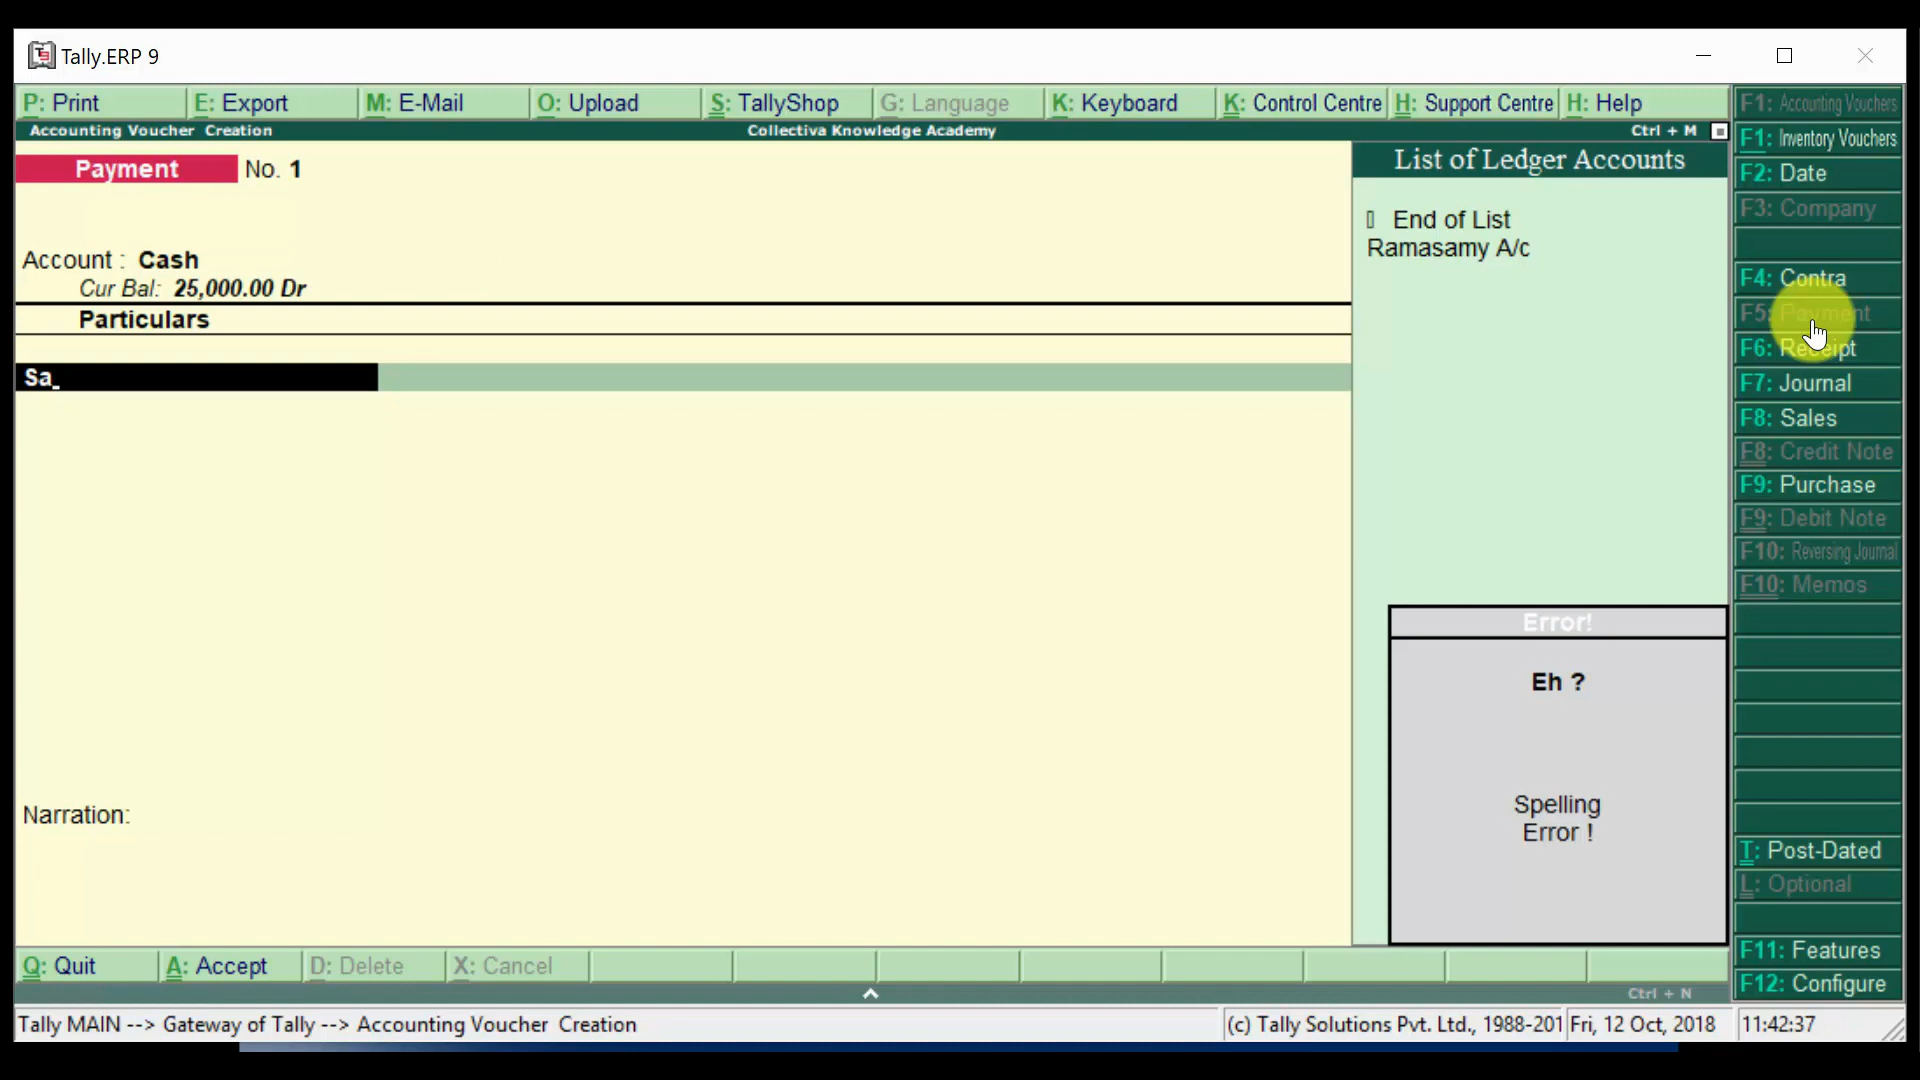 Tally.ERP 9
P: Print E: Export M: E-Mail O: Upload S: TallyShop G: Language K: Keyboard K: Control Centre H: Support Centre H: Help
Accounting Voucher Creation Collectiva Knowledge Academy Ctrl + M
Payment No. 1
Account : Cash
Cur Bal: 25,000.00 Dr
Particulars
Sa_
Narration:
List of Ledger Accounts
End of List
Ramasamy A/c
Error!
Eh ?
Spelling
Error !
F1: Accounting Vouchers
F1: Inventory Vouchers
F2: Date
F3: Company
F4: Contra
F5: Payment
F6: Receipt
F7: Journal
F8: Sales
F8: Credit Note
F9: Purchase
F9: Debit Note
F10: Reversing Journal
F10: Memos
T: Post-Dated
L: Optional
F11: Features
F12: Configure
Q: Quit A: Accept D: Delete X: Cancel
Ctrl + N
Tally MAIN --> Gateway of Tally --> Accounting Voucher Creation (c) Tally Solutions Pvt. Ltd., 1988-201 Fri, 12 Oct, 2018 11:42:37